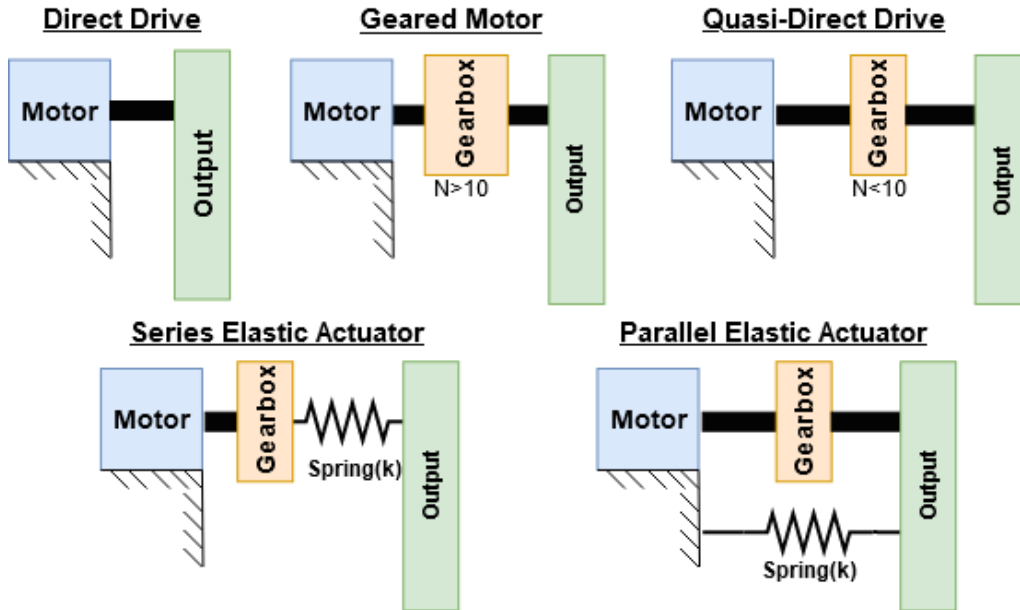 Direct Drive
Motor
Output
Geared Motor
Motor
Gearbox
N>10
Output
Quasi-Direct Drive
Motor
Gearbox
N<10
Output
Series Elastic Actuator
Motor
Gearbox
Spring(k)
Output
Parallel Elastic Actuator
Motor
Gearbox
Spring(k)
Output